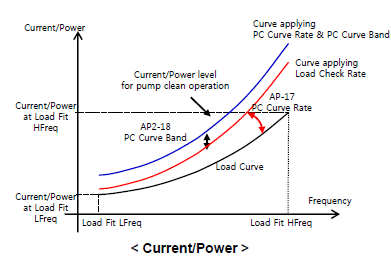 Current/Power
Curve applying
PC Curve Rate & PC Curve Band
Current/Power level
for pump clean operation
Curve applying
Load Check Rate
Current/Power
at Load Fit
HFreq
AP-17
PC Curve Rate
AP2-18
PC Curve Band
Load Curve
Current/Power
at Load Fit
LFreq
Frequency
Load Fit LFreq
Load Fit HFreq
< Current/Power >